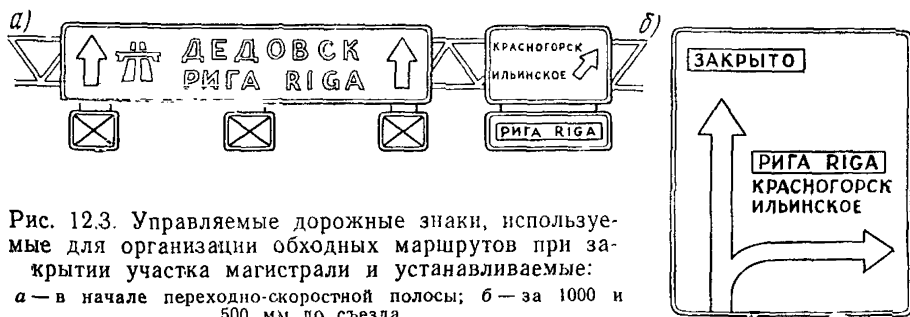 а)
ДЕДОВСК
РИГА RIGA
КРАСНОГОРСК
ИЛЬИНСКОЕ
РИГА RIGA
б)
ЗАКРЫТО
РИГА RIGA
КРАСНОГОРСК
ИЛЬИНСКОЕ
Рис. 12.3. Управляемые дорожные знаки, используе-
мые для организации обходных маршрутов при за-
крытии участка магистрали и устанавливаемые:
а — в начале переходно-скоростной полосы; б — за 1000 и
500 мм до съезда